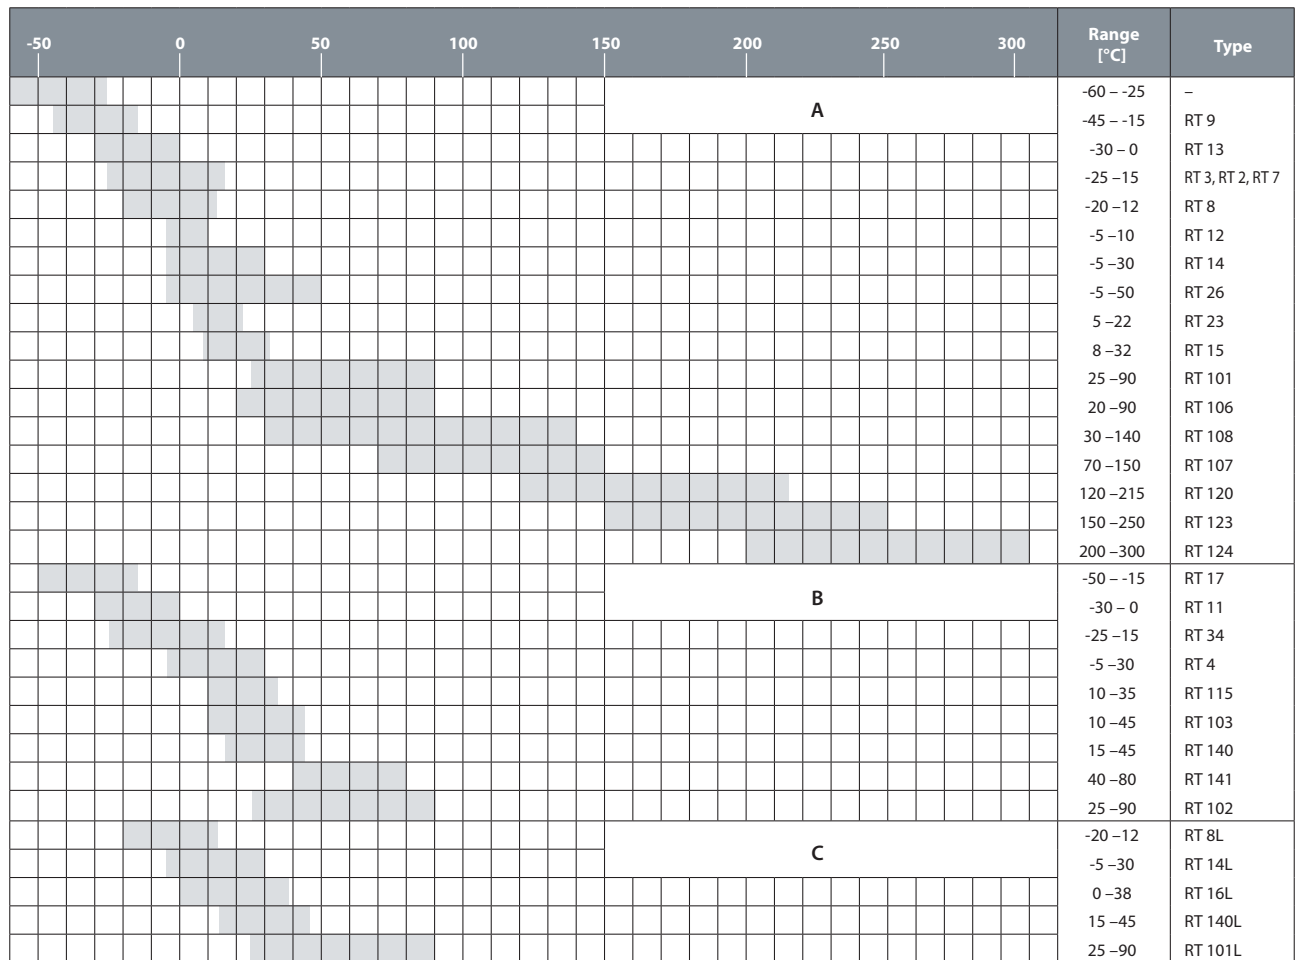 -50 0 50 100 150 200 250 300 Range [°C] Type
A
-60 – -25 –
-45 – -15 RT 9
-30 – 0 RT 13
-25 –15 RT 3, RT 2, RT 7
-20 –12 RT 8
-5 –10 RT 12
-5 –30 RT 14
-5 –50 RT 26
5 –22 RT 23
8 –32 RT 15
25 –90 RT 101
20 –90 RT 106
30 –140 RT 108
70 –150 RT 107
120 –215 RT 120
150 –250 RT 123
200 –300 RT 124
B
-50 – -15 RT 17
-30 – 0 RT 11
-25 –15 RT 34
-5 –30 RT 4
10 –35 RT 115
10 –45 RT 103
15 –45 RT 140
40 –80 RT 141
25 –90 RT 102
C
-20 –12 RT 8L
-5 –30 RT 14L
0 –38 RT 16L
15 –45 RT 140L
25 –90 RT 101L